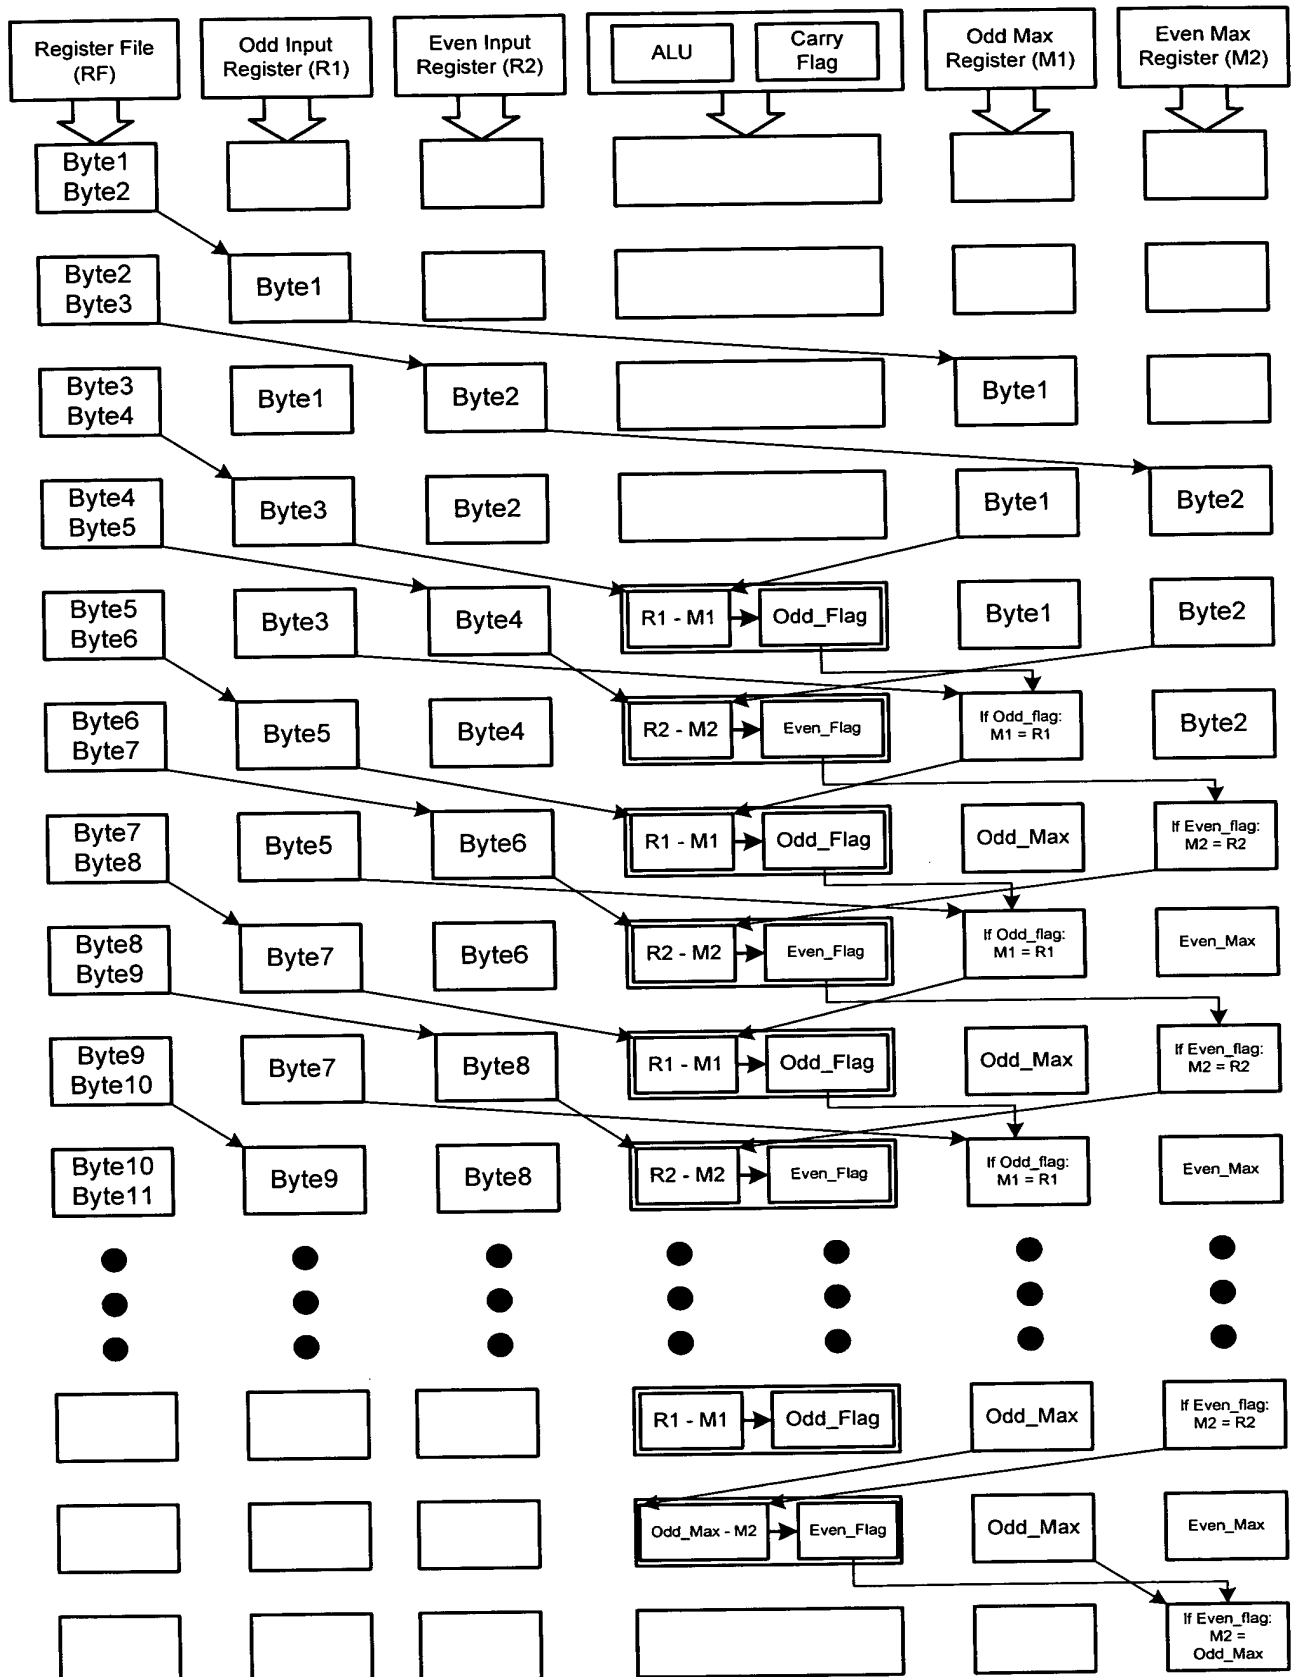 Register File
(RF)
Odd Input
Register (R1)
Even Input
Register (R2)
ALU
Carry
Flag
Odd Max
Register (M1)
Even Max
Register (M2)
Byte1
Byte2
Byte2
Byte3
Byte1
Byte3
Byte4
Byte1
Byte2
Byte1
Byte4
Byte5
Byte3
Byte2
Byte1
Byte2
Byte5
Byte6
Byte3
Byte4
R1 - M1
Odd_Flag
Byte1
Byte2
Byte6
Byte7
Byte5
Byte4
R2 - M2
Even_Flag
If Odd_flag:
M1 = R1
Byte2
Byte7
Byte8
Byte5
Byte6
R1 - M1
Odd_Flag
Odd_Max
If Even_flag:
M2 = R2
Byte8
Byte9
Byte7
Byte6
R2 - M2
Even_Flag
If Odd_flag:
M1 = R1
Even_Max
Byte9
Byte10
Byte7
Byte8
R1 - M1
Odd_Flag
Odd_Max
If Even_flag:
M2 = R2
Byte10
Byte11
Byte9
Byte8
R2 - M2
Even_Flag
If Odd_flag:
M1 = R1
Even_Max
R1 - M1
Odd_Flag
Odd_Max
If Even_flag:
M2 = R2
Odd_Max - M2
Even_Flag
Odd_Max
Even_Max
If Even_flag:
M2 =
Odd_Max